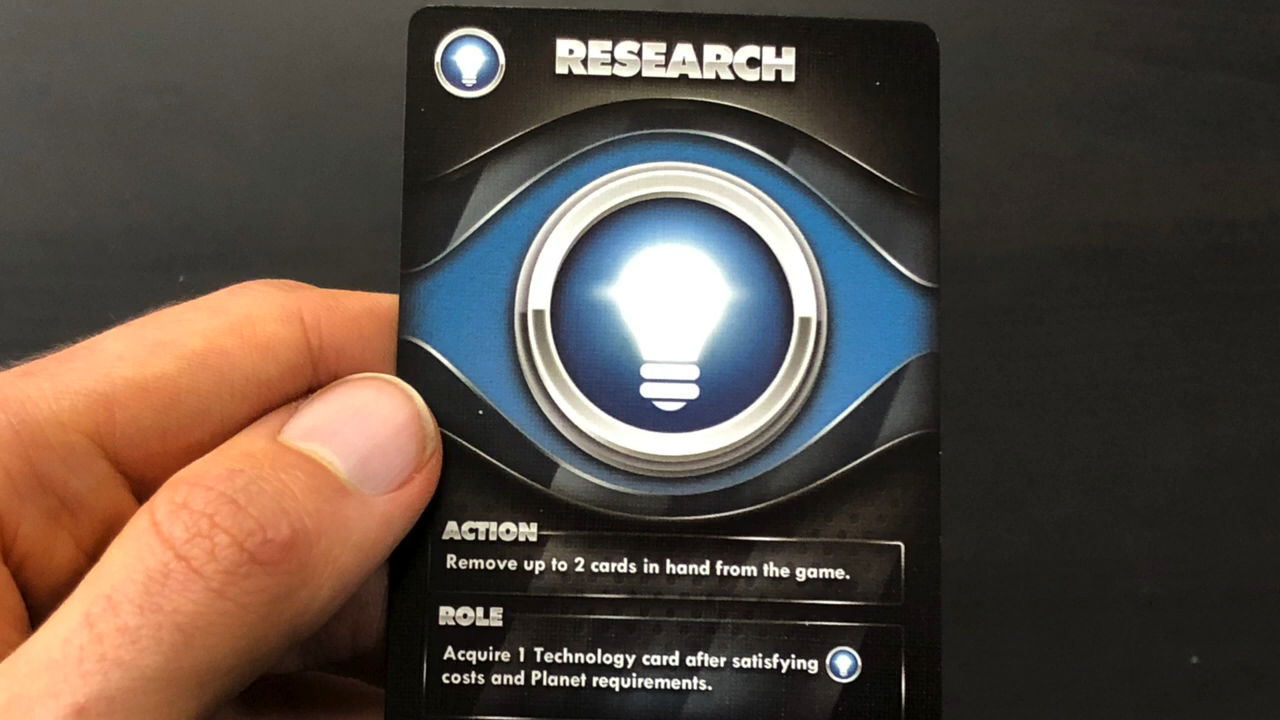 RESEARCH
ACTION
Remove up to 2 cards in hand from the game.
ROLE
Acquire 1 Technology card after satisfying
costs and Planet requirements.